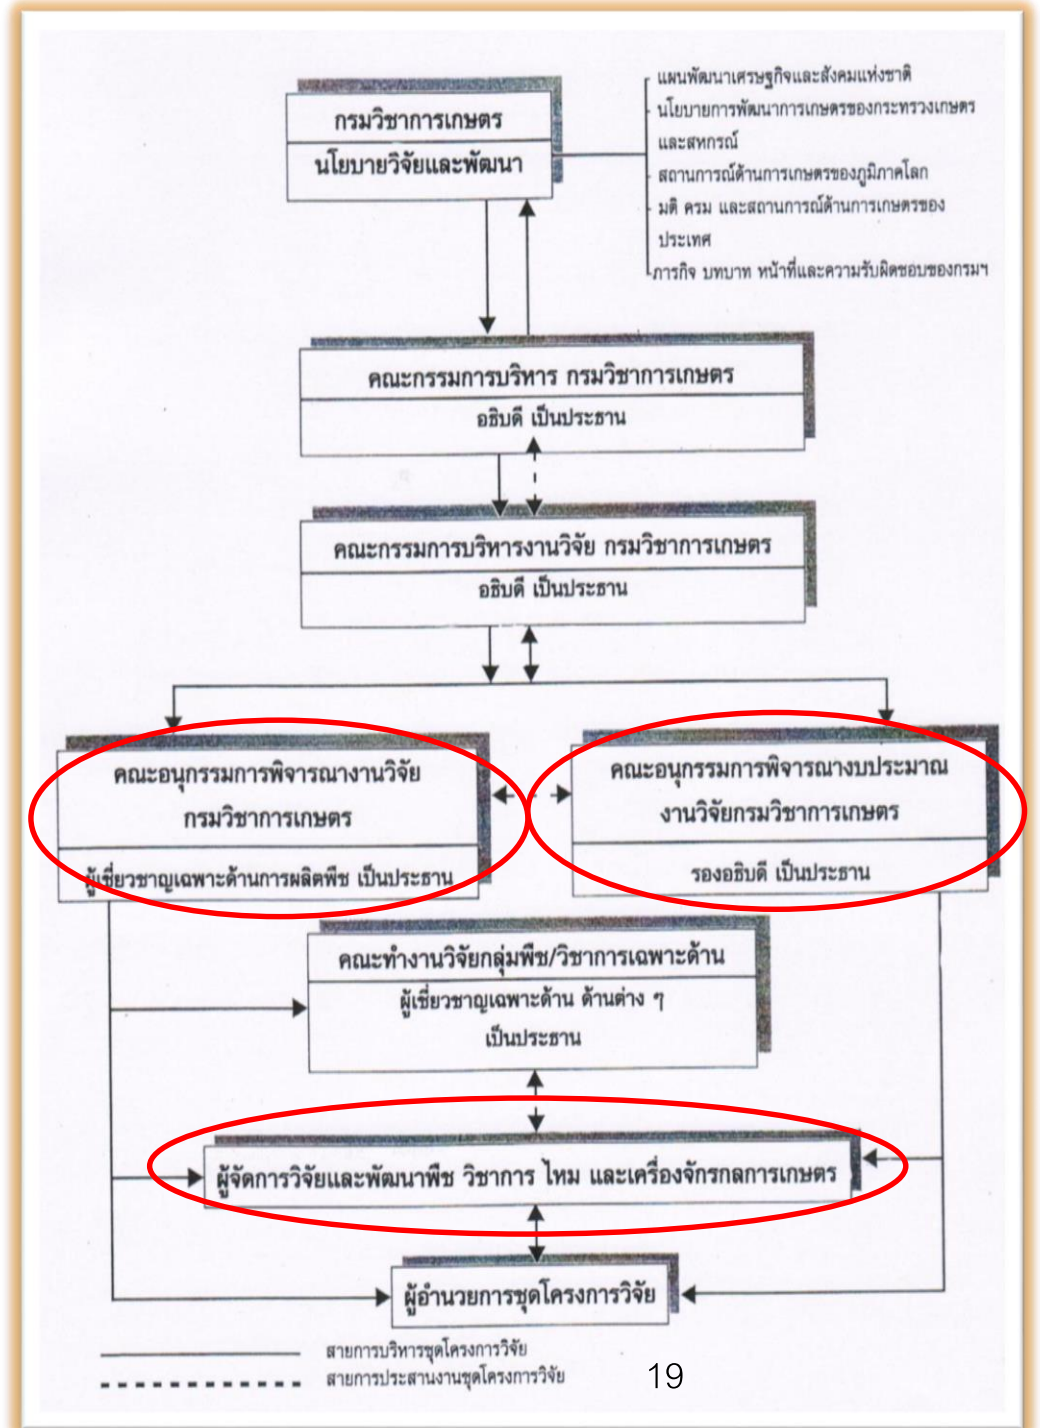 กรมวิชาการเกษตร
นโยบายวิจัยและพัฒนา
แผนพัฒนาเศรษฐกิจและสังคมแห่งชาติ
นโยบายการพัฒนาการเกษตรของกระทรวงเกษตร
และสหกรณ์
สถานการณ์ด้านการเกษตรของภูมิภาคโลก
มติ ครม และสถานการณ์ด้านการเกษตรของ
ประเทศ
ภารกิจ บทบาท หน้าที่และความรับผิดชอบของกรมฯ
คณะกรรมการบริหาร กรมวิชาการเกษตร
อธิบดี เป็นประธาน
คณะกรรมการบริหารงานวิจัย กรมวิชาการเกษตร
อธิบดี เป็นประธาน
คณะอนุกรรมการพิจารณางานวิจัย
กรมวิชาการเกษตร
ผู้เชี่ยวชาญเฉพาะด้านการผลิตพืช เป็นประธาน
คณะอนุกรรมการพิจารณางบประมาณ
งานวิจัยกรมวิชาการเกษตร
รองอธิบดี เป็นประธาน
คณะทำงานวิจัยกลุ่มพืช/วิชาการเฉพาะด้าน
ผู้เชี่ยวชาญเฉพาะด้าน ด้านต่าง ๆ
เป็นประธาน
ผู้จัดการวิจัยและพัฒนาพืช วิชาการ ไหม และเครื่องจักรกลการเกษตร
ผู้อำนวยการชุดโครงการวิจัย
สายการบริหารชุดโครงการวิจัย
สายการประสานงานชุดโครงการวิจัย
19